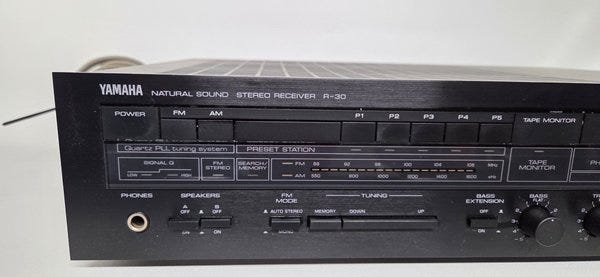 YAMAHA NATURAL SOUND STEREO RECEIVER R-30
POWER FM AM P1 P2 P3 P4 P5 TAPE MONITOR
Quartz PLL tuning system PRESET STATION
SIGNAL Q FM STEREO SEARCH/MEMORY FM 88 92 96 100 104 108 MHz
LOW HIGH AM 550 800 1000 1200 1400 1600 kHz TAPE MONITOR
PHONES SPEAKERS FM MODE TUNING BASS EXTENSION BASS
A OFF B OFF AUTO STEREO MEMORY DOWN UP OFF FLAT
ON ON MONO ON